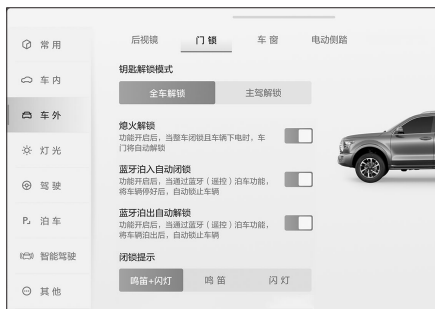 后视镜 门锁 车窗 电动侧踏
常用
车内
车外
灯光
驾驶
P 泊车
智能驾驶
其他
钥匙解锁模式
全车解锁 主驾解锁
熄火解锁
功能开启后，当整车闭锁且车辆下电时，车
门将自动解锁
蓝牙泊入自动闭锁
功能开启后，当通过蓝牙（遥控）泊车功能，
将车辆停好后，自动锁止车辆
蓝牙泊出自动解锁
功能开启后，当通过蓝牙（遥控）泊车功能，
将车辆泊出后，自动锁止车辆
闭锁提示
鸣笛+闪灯 鸣笛 闪灯